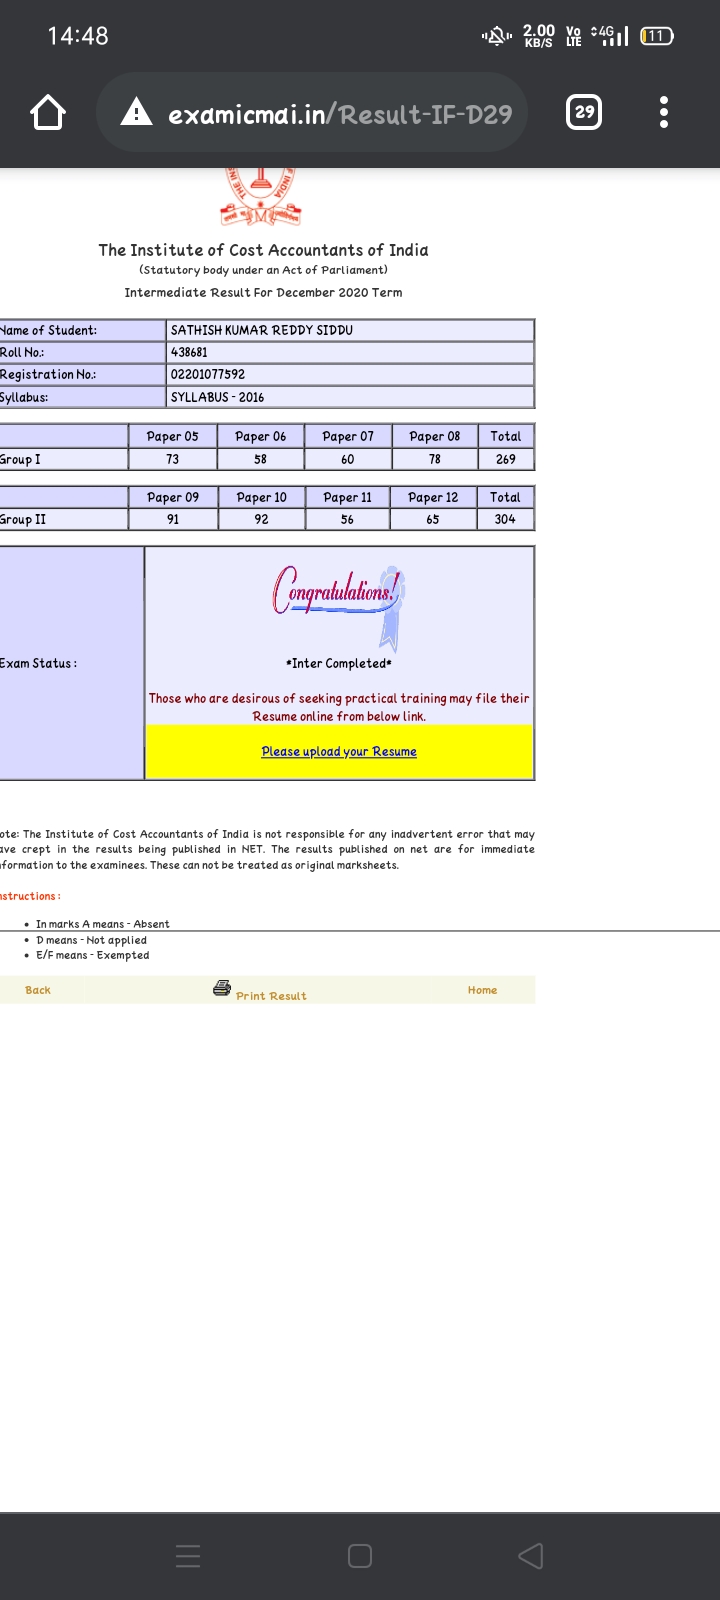 14:48
2.00 KB/S Vo LTE 4G 11
examicmai.in/Result-IF-D29
29
The Institute of Cost Accountants of India
(Statutory body under an Act of Parliament)
Intermediate Result For December 2020 Term
Name of Student: SATHISH KUMAR REDDY SIDDU
Roll No.: 438681
Registration No.: 02201077592
Syllabus: SYLLABUS - 2016
Paper 05 Paper 06 Paper 07 Paper 08 Total
Group I 73 58 60 78 269
Paper 09 Paper 10 Paper 11 Paper 12 Total
Group II 91 92 56 65 304
Congratulations!
Exam Status : *Inter Completed*
Those who are desirous of seeking practical training may file their
Resume online from below link.
Please upload your Resume
ote: The Institute of Cost Accountants of India is not responsible for any inadvertent error that may
ave crept in the results being published in NET. The results published on net are for immediate
nformation to the examinees. These can not be treated as original marksheets.
nstructions :
• In marks A means - Absent
• D means - Not applied
• E/F means - Exempted
Back Print Result Home